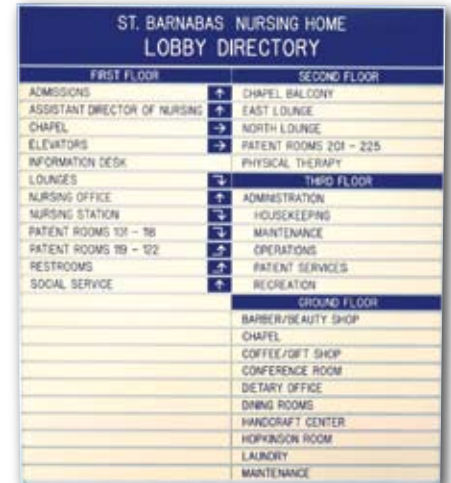 ST. BARNABAS NURSING HOME
LOBBY DIRECTORY
FIRST FLOOR
ADMISSIONS
ASSISTANT DIRECTOR OF NURSING
CHAPEL
ELEVATORS
INFORMATION DESK
LOUNGES
NURSING OFFICE
NURSING STATION
PATIENT ROOMS 101 - 118
PATIENT ROOMS 119 - 122
RESTROOMS
SOCIAL SERVICE
SECOND FLOOR
CHAPEL BALCONY
EAST LOUNGE
NORTH LOUNGE
PATIENT ROOMS 201 - 225
PHYSICAL THERAPY
THIRD FLOOR
ADMINISTRATION
HOUSEKEEPING
MAINTENANCE
OPERATIONS
PATIENT SERVICES
RECREATION
GROUND FLOOR
BARBER/BEAUTY SHOP
CHAPEL
COFFEE/GIFT SHOP
CONFERENCE ROOM
DIETARY OFFICE
DINING ROOMS
HANDCRAFT CENTER
HOPKINSON ROOM
LAUNDRY
MAINTENANCE